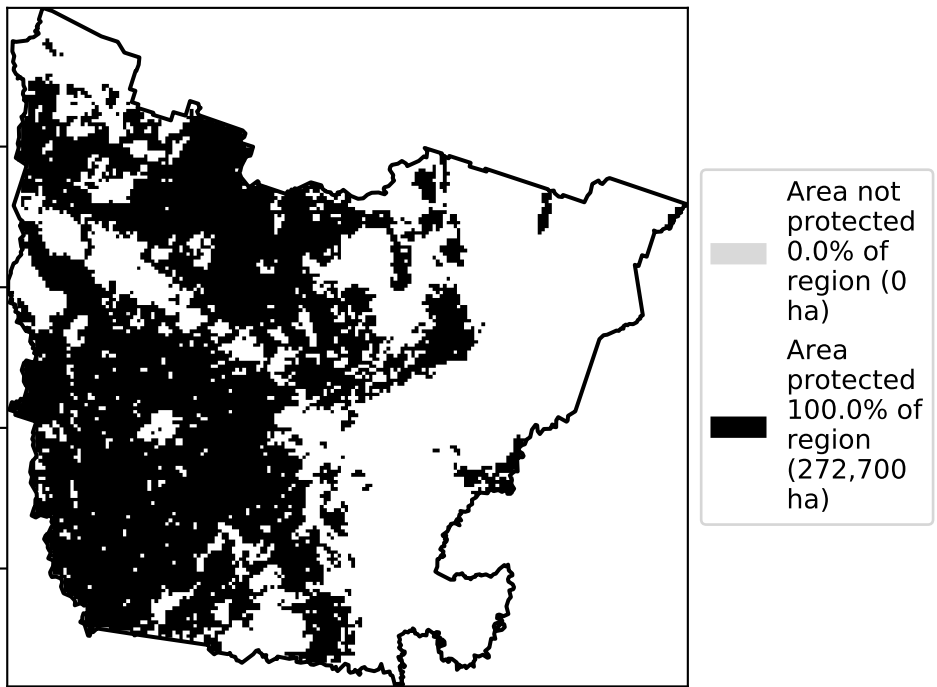 Area not
protected
0.0% of
region (0
ha)
Area
protected
100.0% of
region
(272,700
ha)